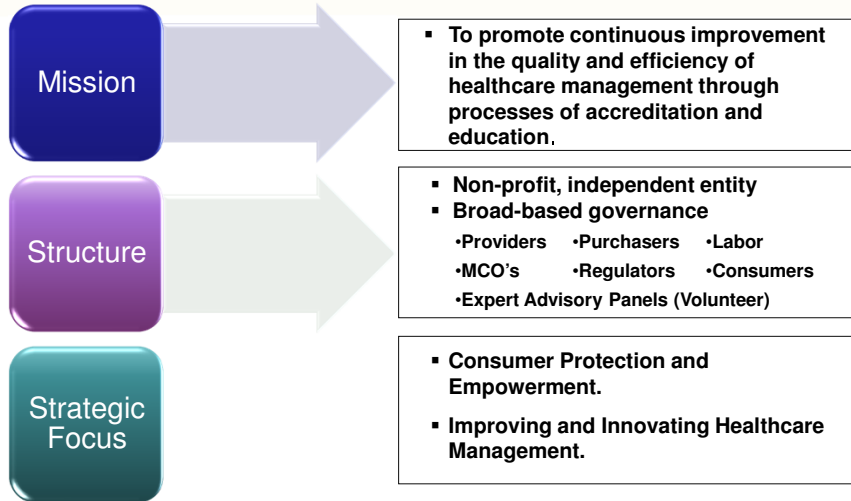 Mission
▪ To promote continuous improvement
in the quality and efficiency of
healthcare management through
processes of accreditation and
education.
Structure
▪ Non-profit, independent entity
▪ Broad-based governance
•Providers •Purchasers •Labor
•MCO's •Regulators •Consumers
•Expert Advisory Panels (Volunteer)
Strategic
Focus
▪ Consumer Protection and
Empowerment.
▪ Improving and Innovating Healthcare
Management.